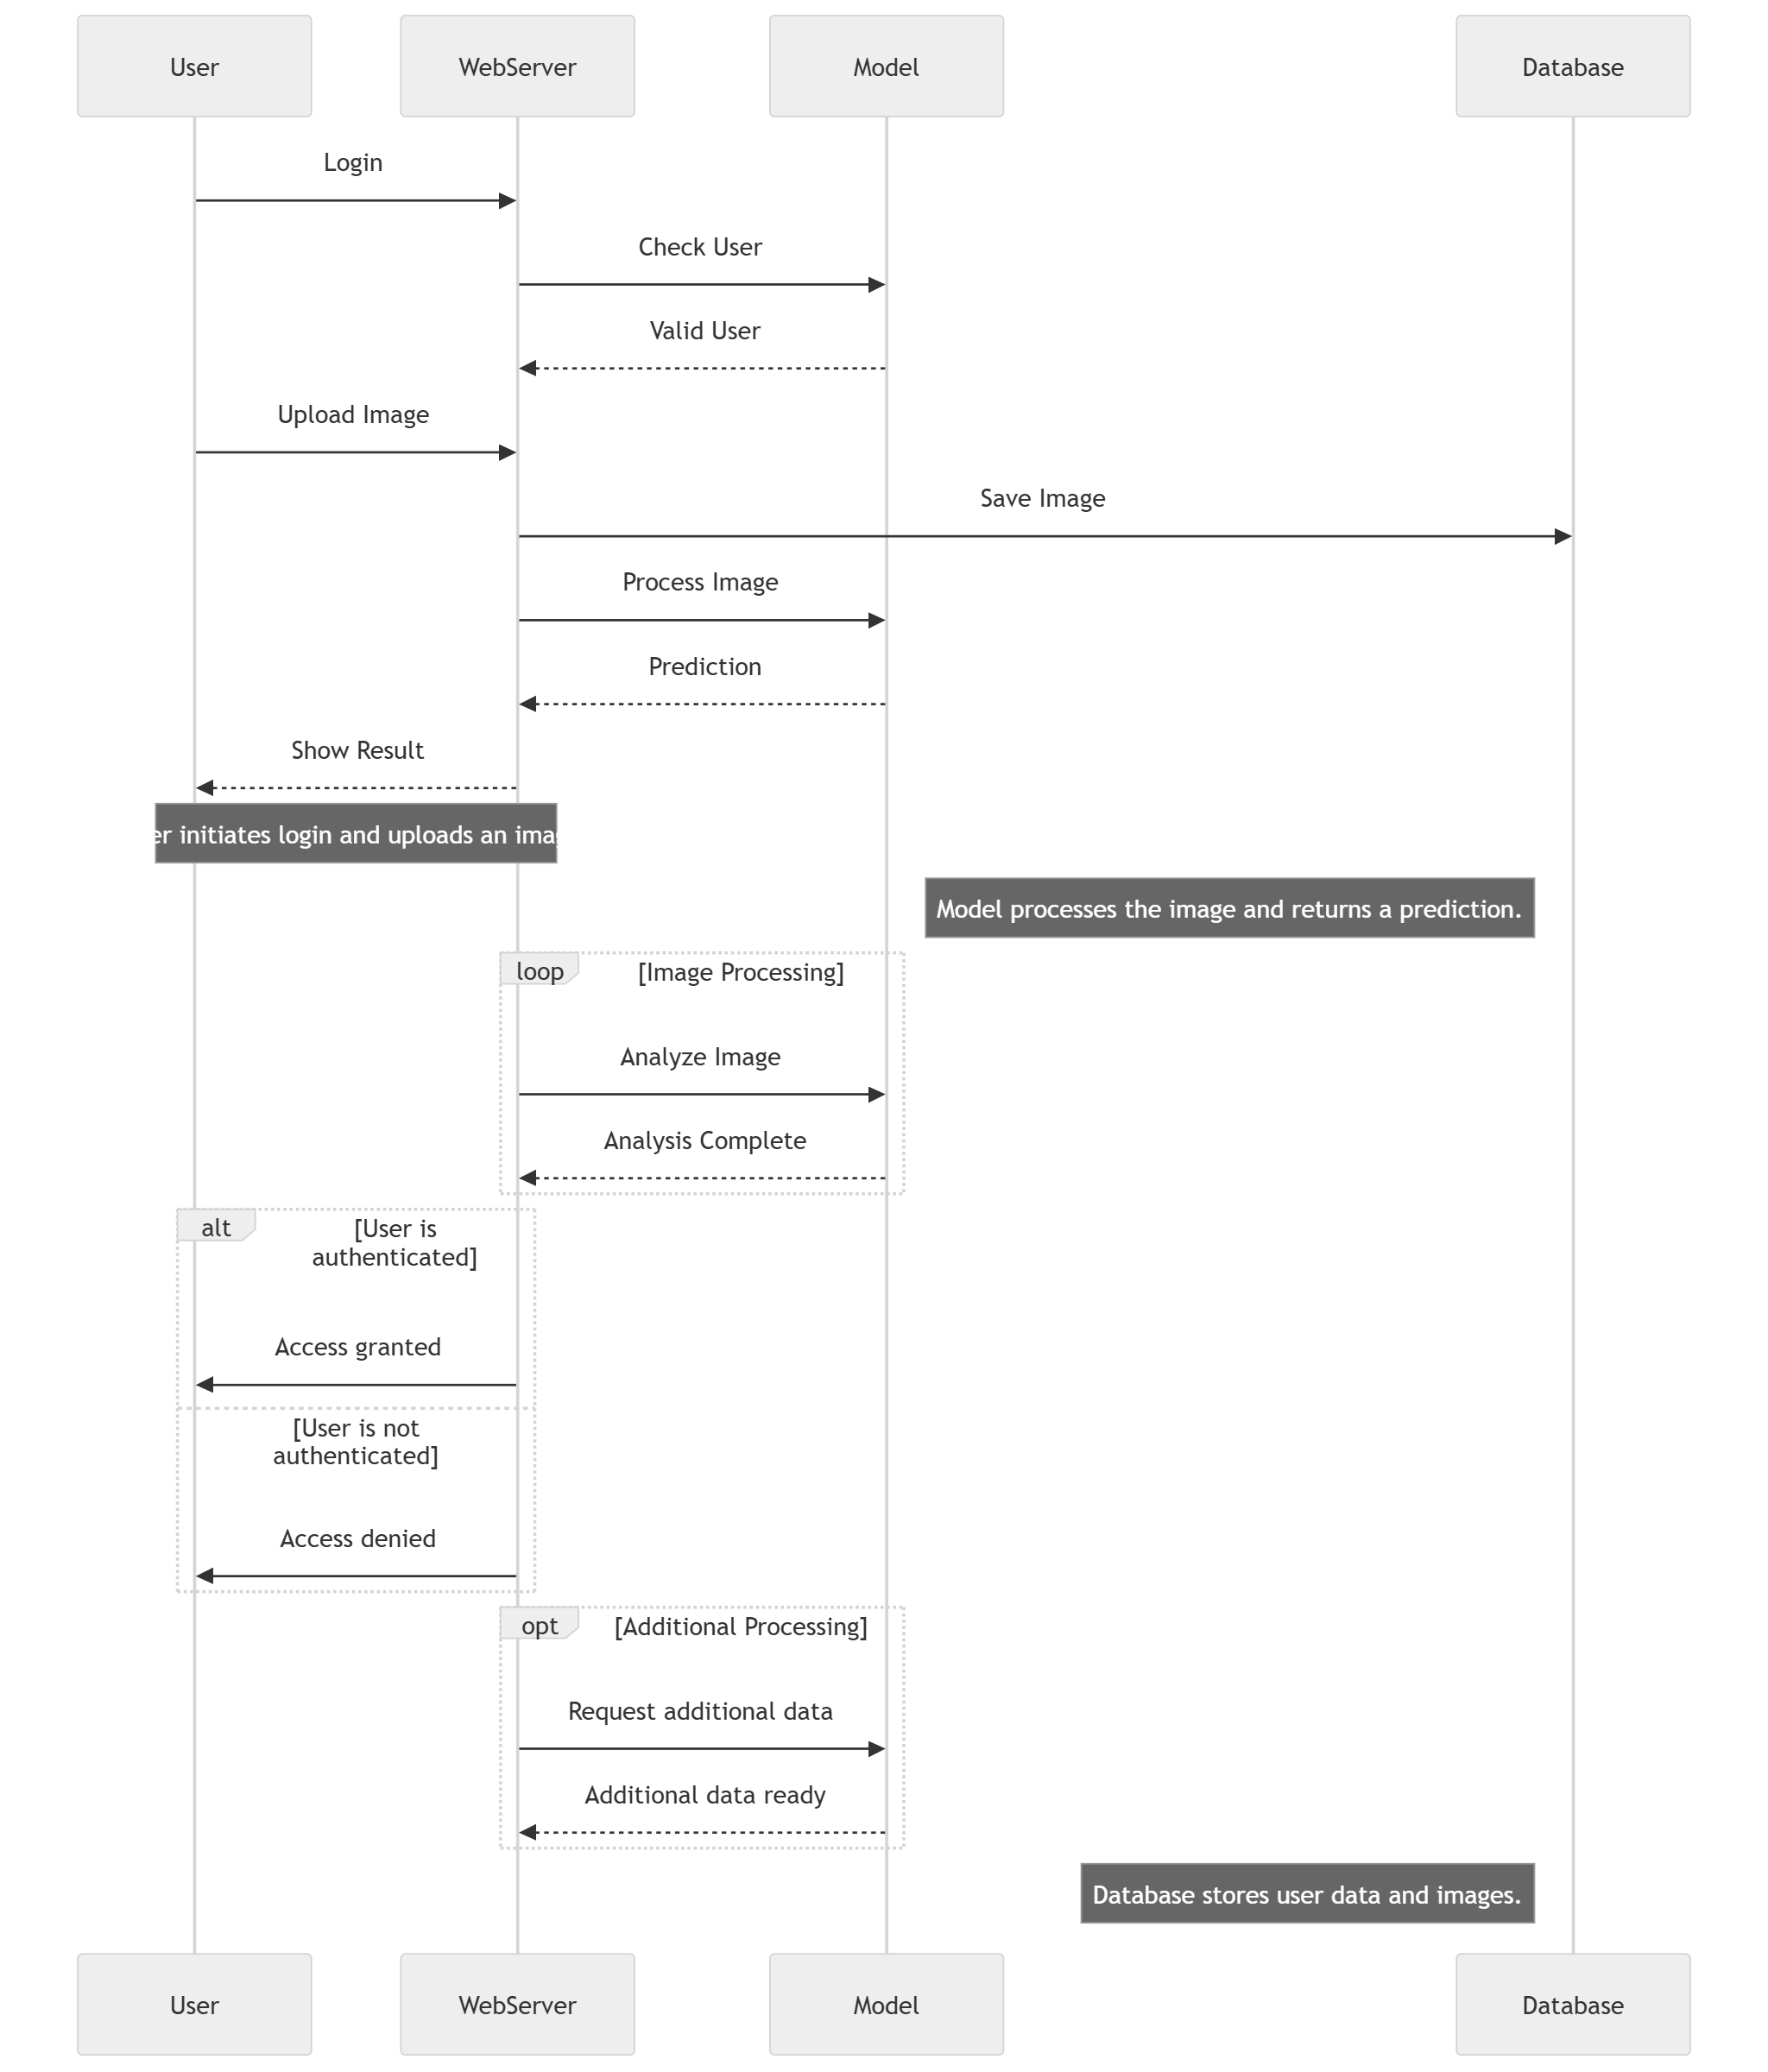 User
WebServer
Model
Database
Login
Check User
Valid User
Upload Image
Save Image
Process Image
Prediction
Show Result
er initiates login and uploads an ima
Model processes the image and returns a prediction.
loop
[Image Processing]
Analyze Image
Analysis Complete
alt
[User is
authenticated]
Access granted
[User is not
authenticated]
Access denied
opt
[Additional Processing]
Request additional data
Additional data ready
Database stores user data and images.
User
WebServer
Model
Database